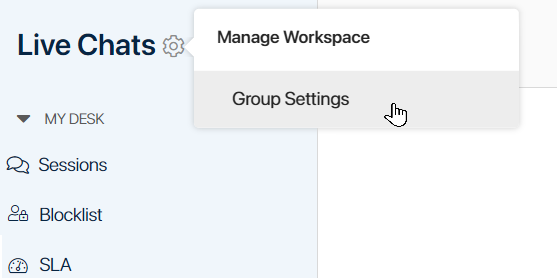 Live Chats
Manage Workspace
Group Settings
MY DESK
Sessions
Blocklist
SLA